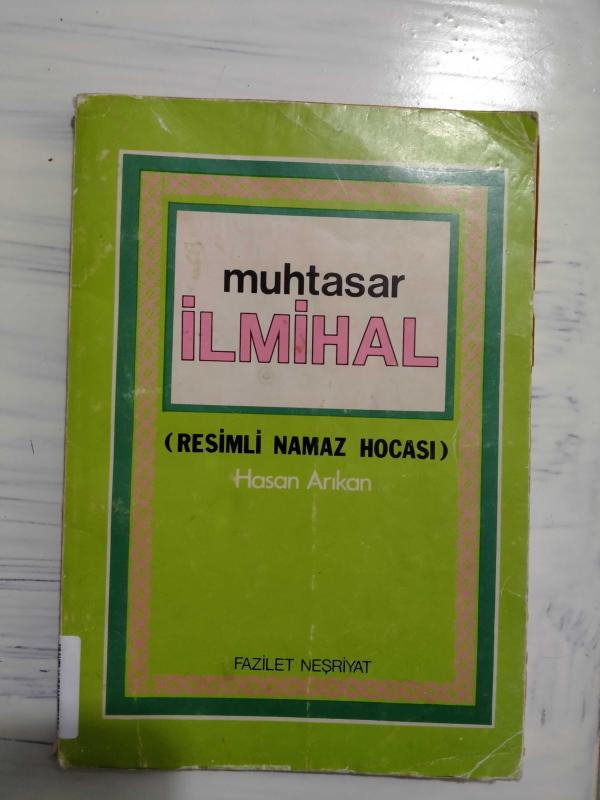 muhtasar
İLMİHAL
(RESİMLİ NAMAZ HOCASI)
Hasan Arıkan
FAZİLET NEŞRİYAT